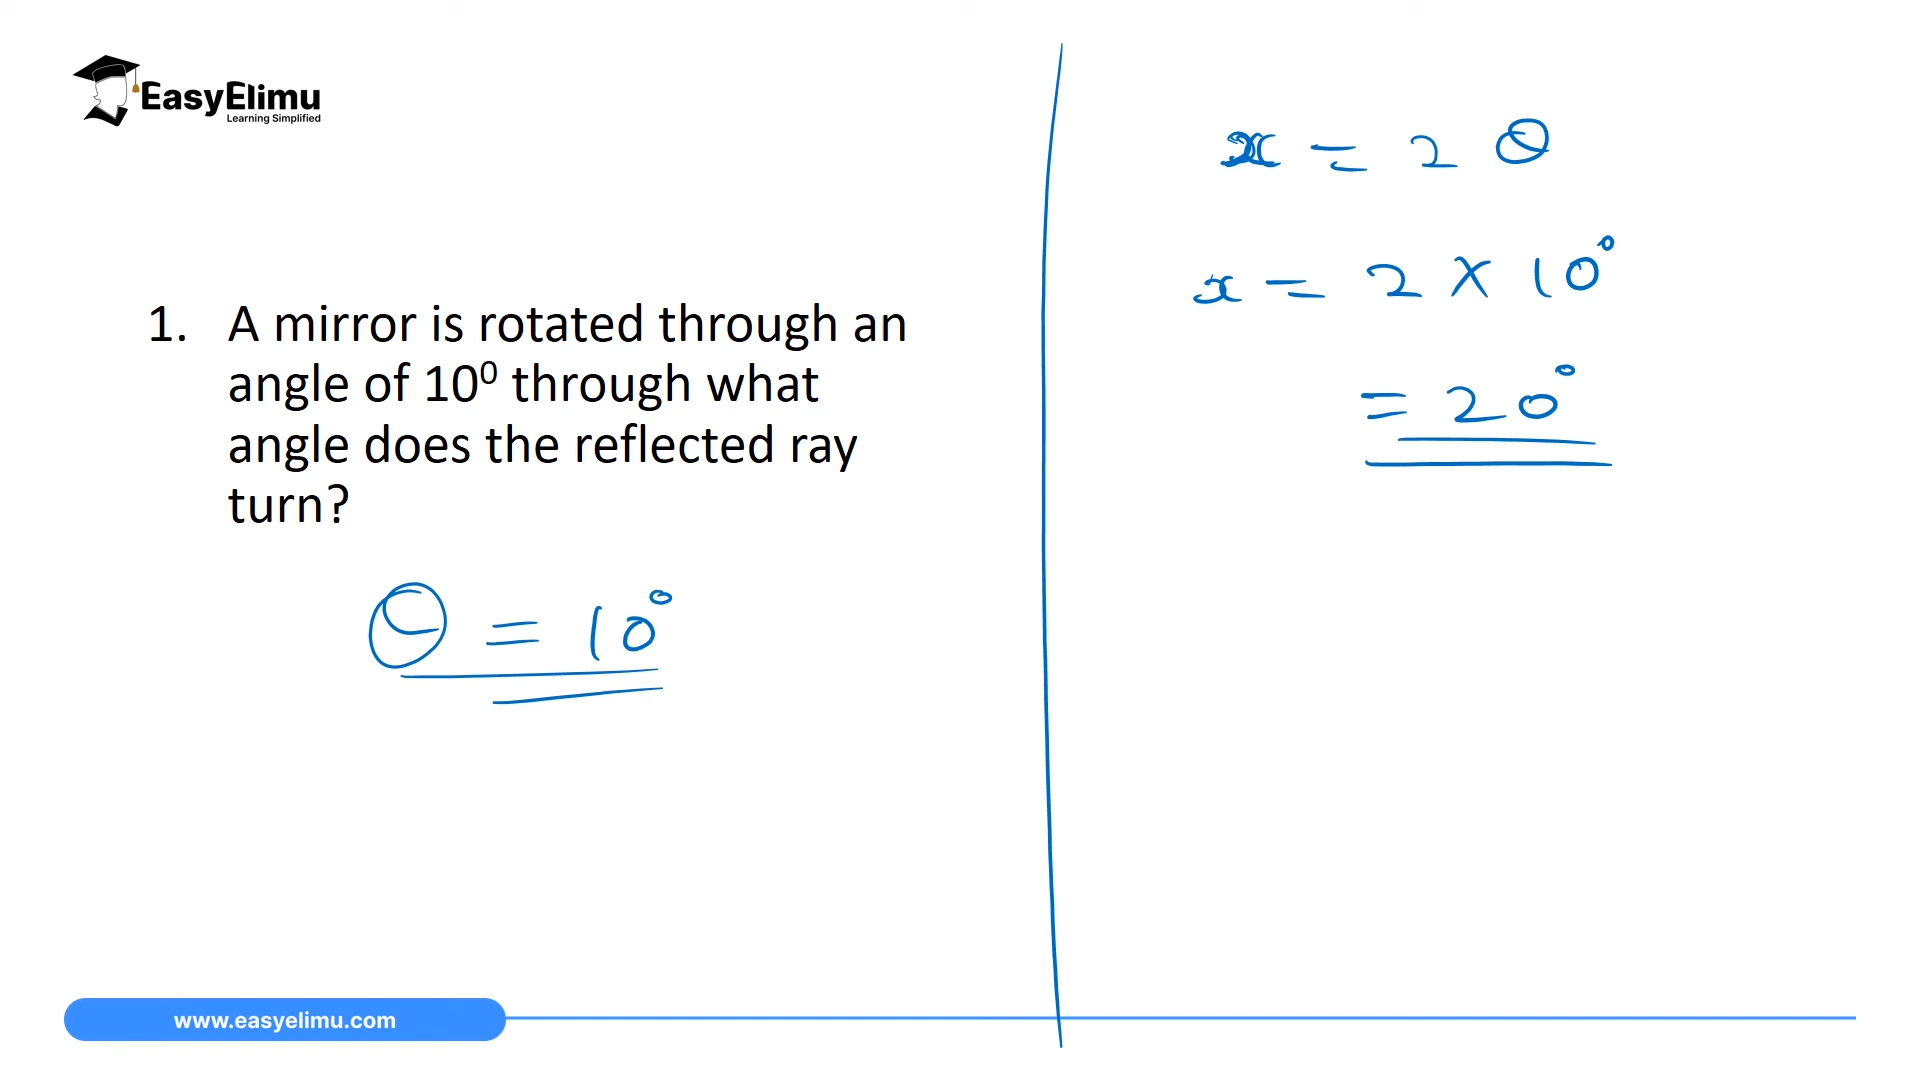 EasyElimu
Learning Simplified
1. A mirror is rotated through an
angle of 10⁰ through what
angle does the reflected ray
turn?
θ = 10°
x = 2 θ
x = 2 × 10°
= 20°
www.easyelimu.com